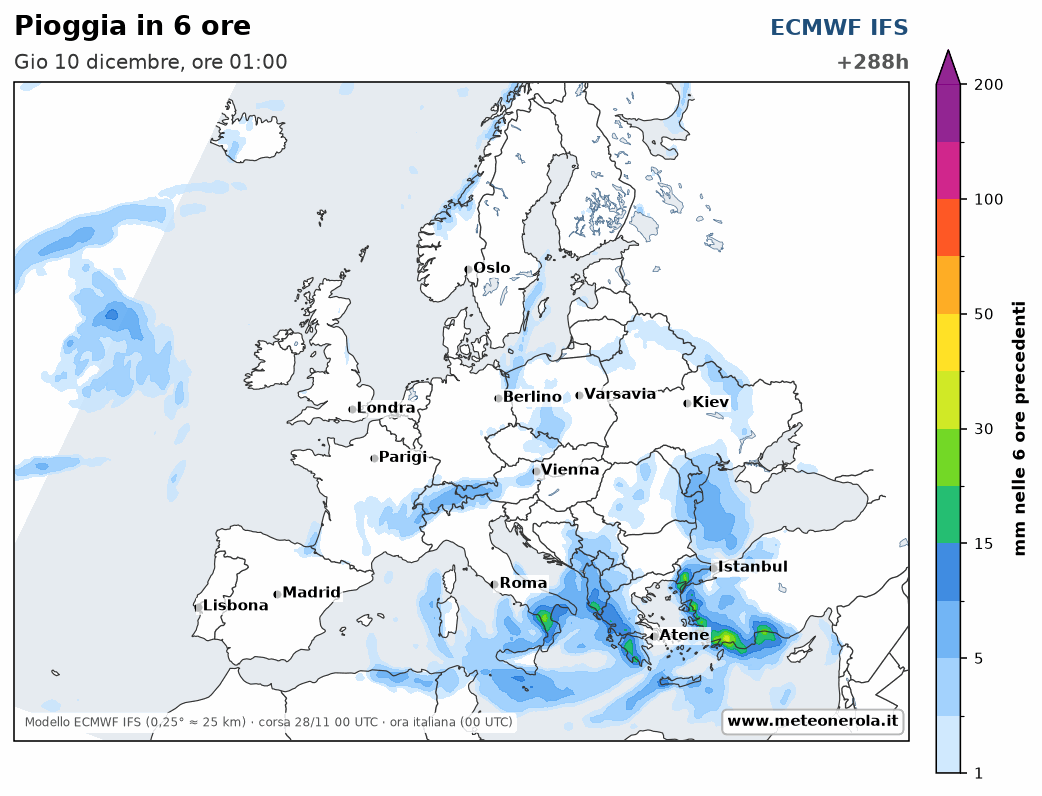 Pioggia in 6 ore
ECMWF IFS
Gio 10 dicembre, ore 01:00
+288h
200
100
50
30
15
5
1
mm nelle 6 ore precedenti
Oslo
Berlino
Varsavia
Kiev
Londra
Parigi
Vienna
Istanbul
Roma
Madrid
Lisbona
Atene
Modello ECMWF IFS (0,25° ≈ 25 km) · corsa 28/11 00 UTC · ora italiana (00 UTC)
www.meteonerola.it